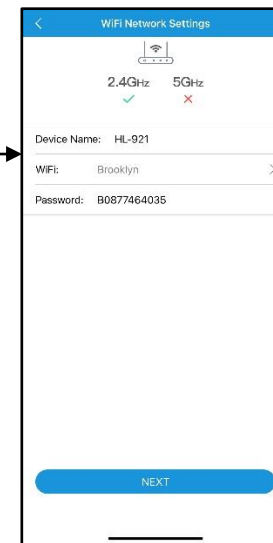 WiFi Network Settings
2.4GHz 5GHz
Device Name: HL-921
WiFi: Brooklyn
Password: B0877464035
NEXT